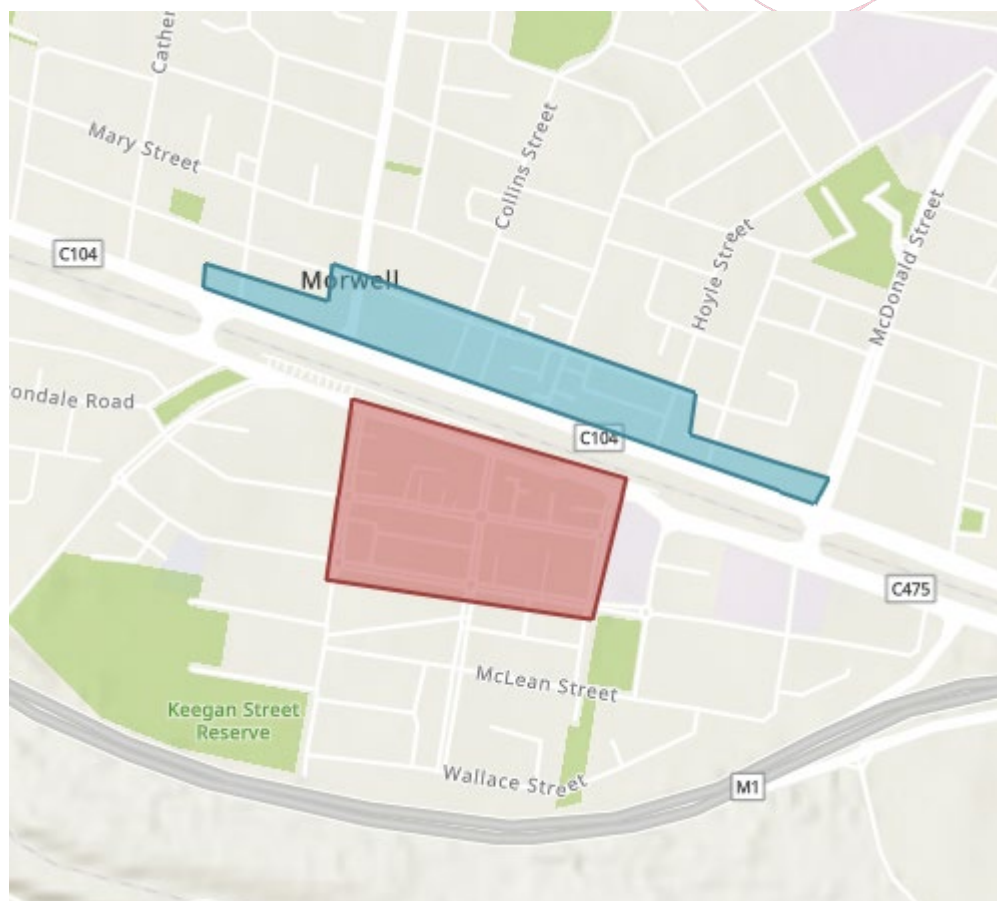 Cather
Mary Street
Collins Street
C104
Morwell
Hoyle Street
McDonald Street
ondale Road
C104
C475
McLean Street
Keegan Street
Reserve
Wallace Street
M1